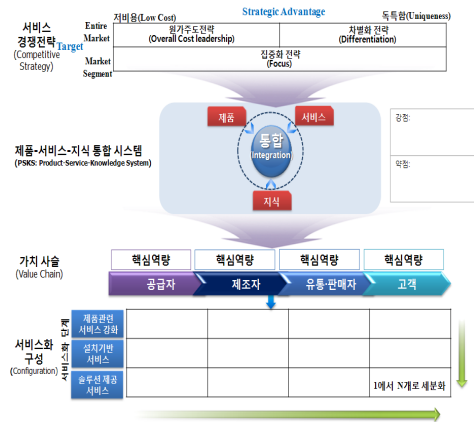 Strategic Advantage
저비용(Low Cost)
독특함(Uniqueness)
서비스
경쟁전략
(Competitive
Strategy)
Target
Entire
Market
원가주도전략
(Overall Cost leadership)
차별화 전략
(Differentiation)
Market
Segment
집중화 전략
(Focus)
제품
서비스
통합
Integration
지식
강점:
약점:
제품-서비스-지식 통합 시스템
(PSKS: Product-Service-Knowledge System)
가치 사슬
(Value Chain)
핵심역량
핵심역량
핵심역량
핵심역량
공급자
제조자
유통·판매자
고객
서비스화
구성
(Configuration)
서비스화 단계
제품관련
서비스 강화
설치기반
서비스
솔루션 제공
서비스
1에서 N개로 세분화